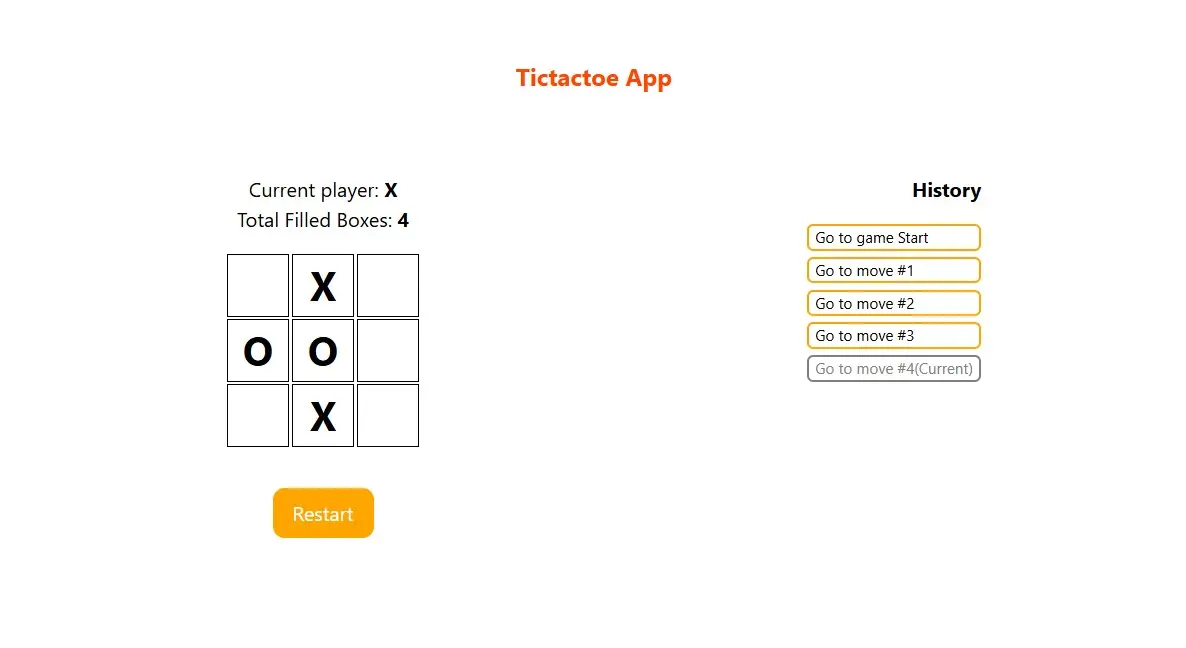 Tictactoe App
Current player: X
Total Filled Boxes: 4
X
O O
X
Restart
History
Go to game Start
Go to move #1
Go to move #2
Go to move #3
Go to move #4(Current)